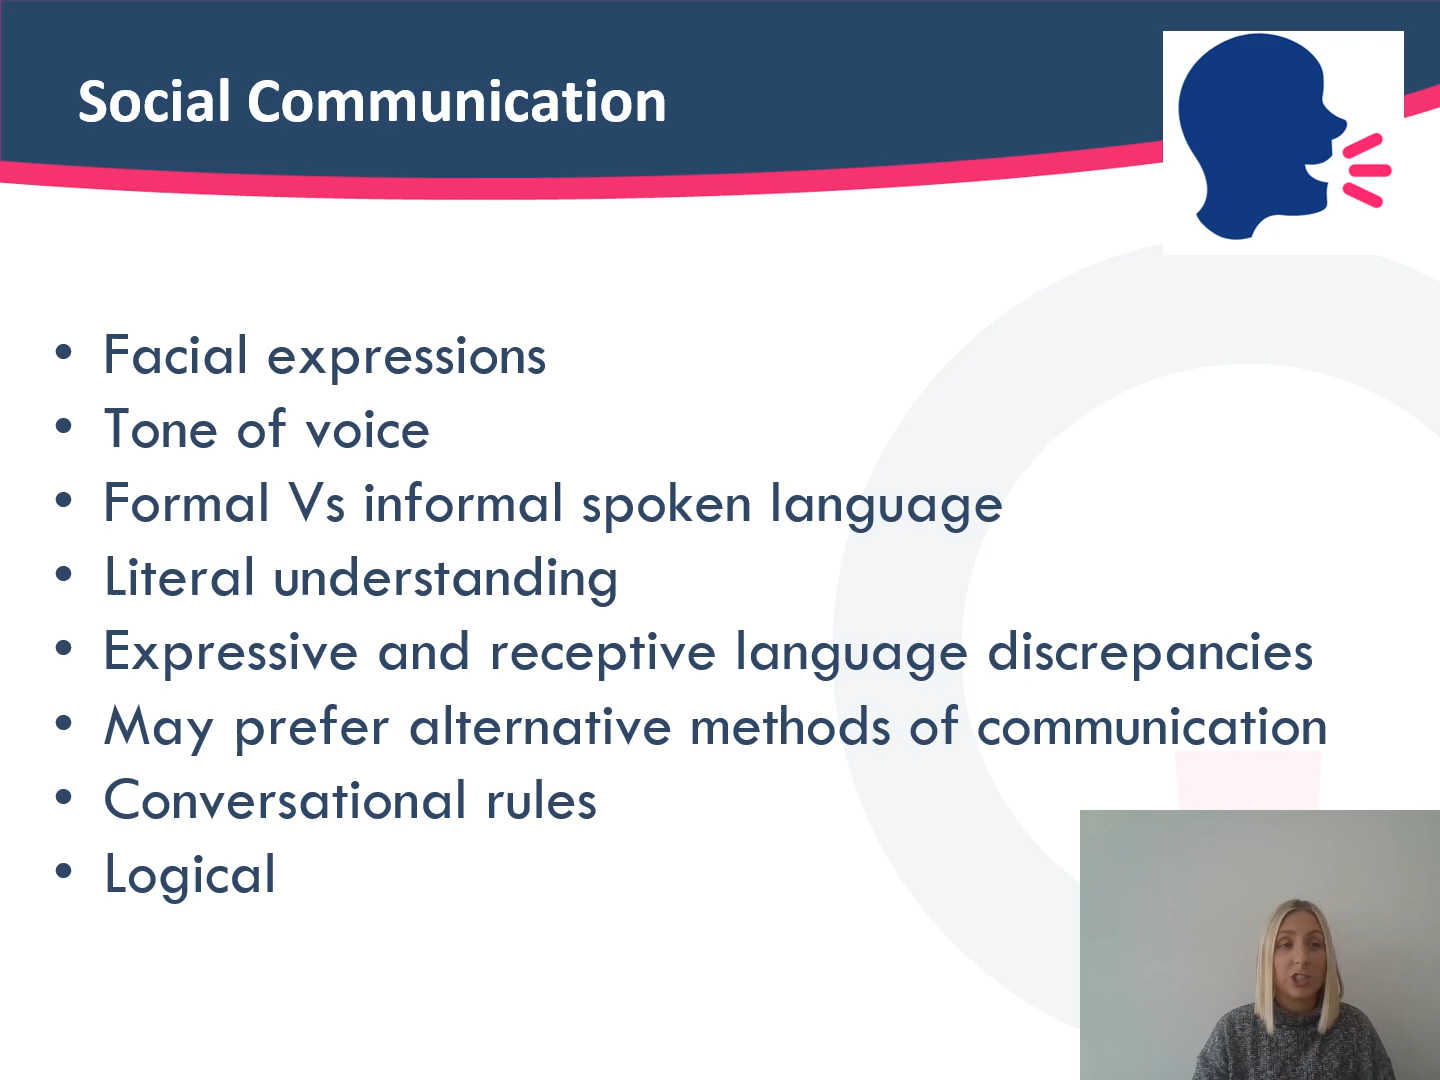 Social Communication
• Facial expressions
• Tone of voice
• Formal Vs informal spoken language
• Literal understanding
• Expressive and receptive language discrepancies
• May prefer alternative methods of communication
• Conversational rules
• Logical